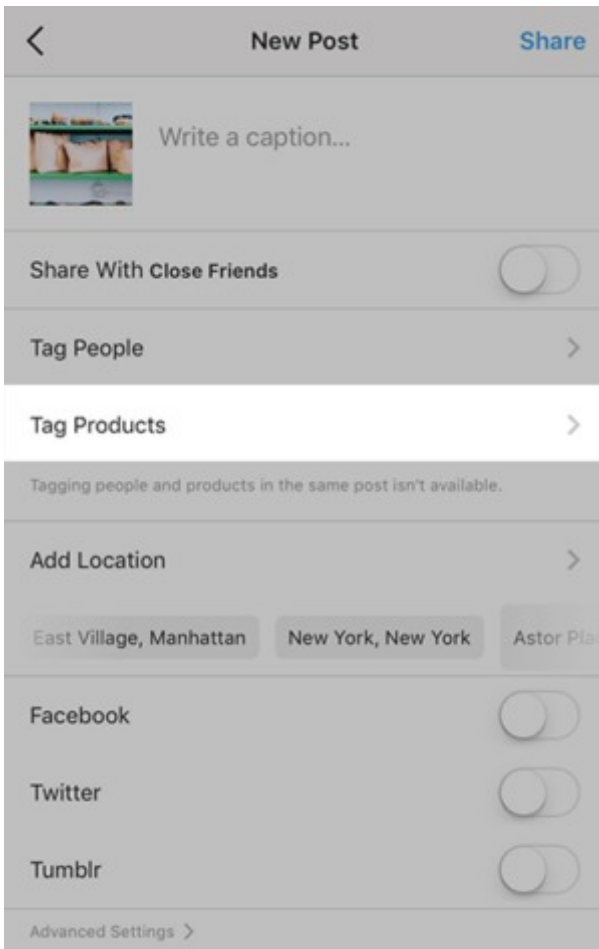 New Post
Share
Write a caption...
Share With Close Friends
Tag People
Tag Products
Tagging people and products in the same post isn't available.
Add Location
East Village, Manhattan
New York, New York
Astor
Facebook
Twitter
Tumblr
Advanced Settings